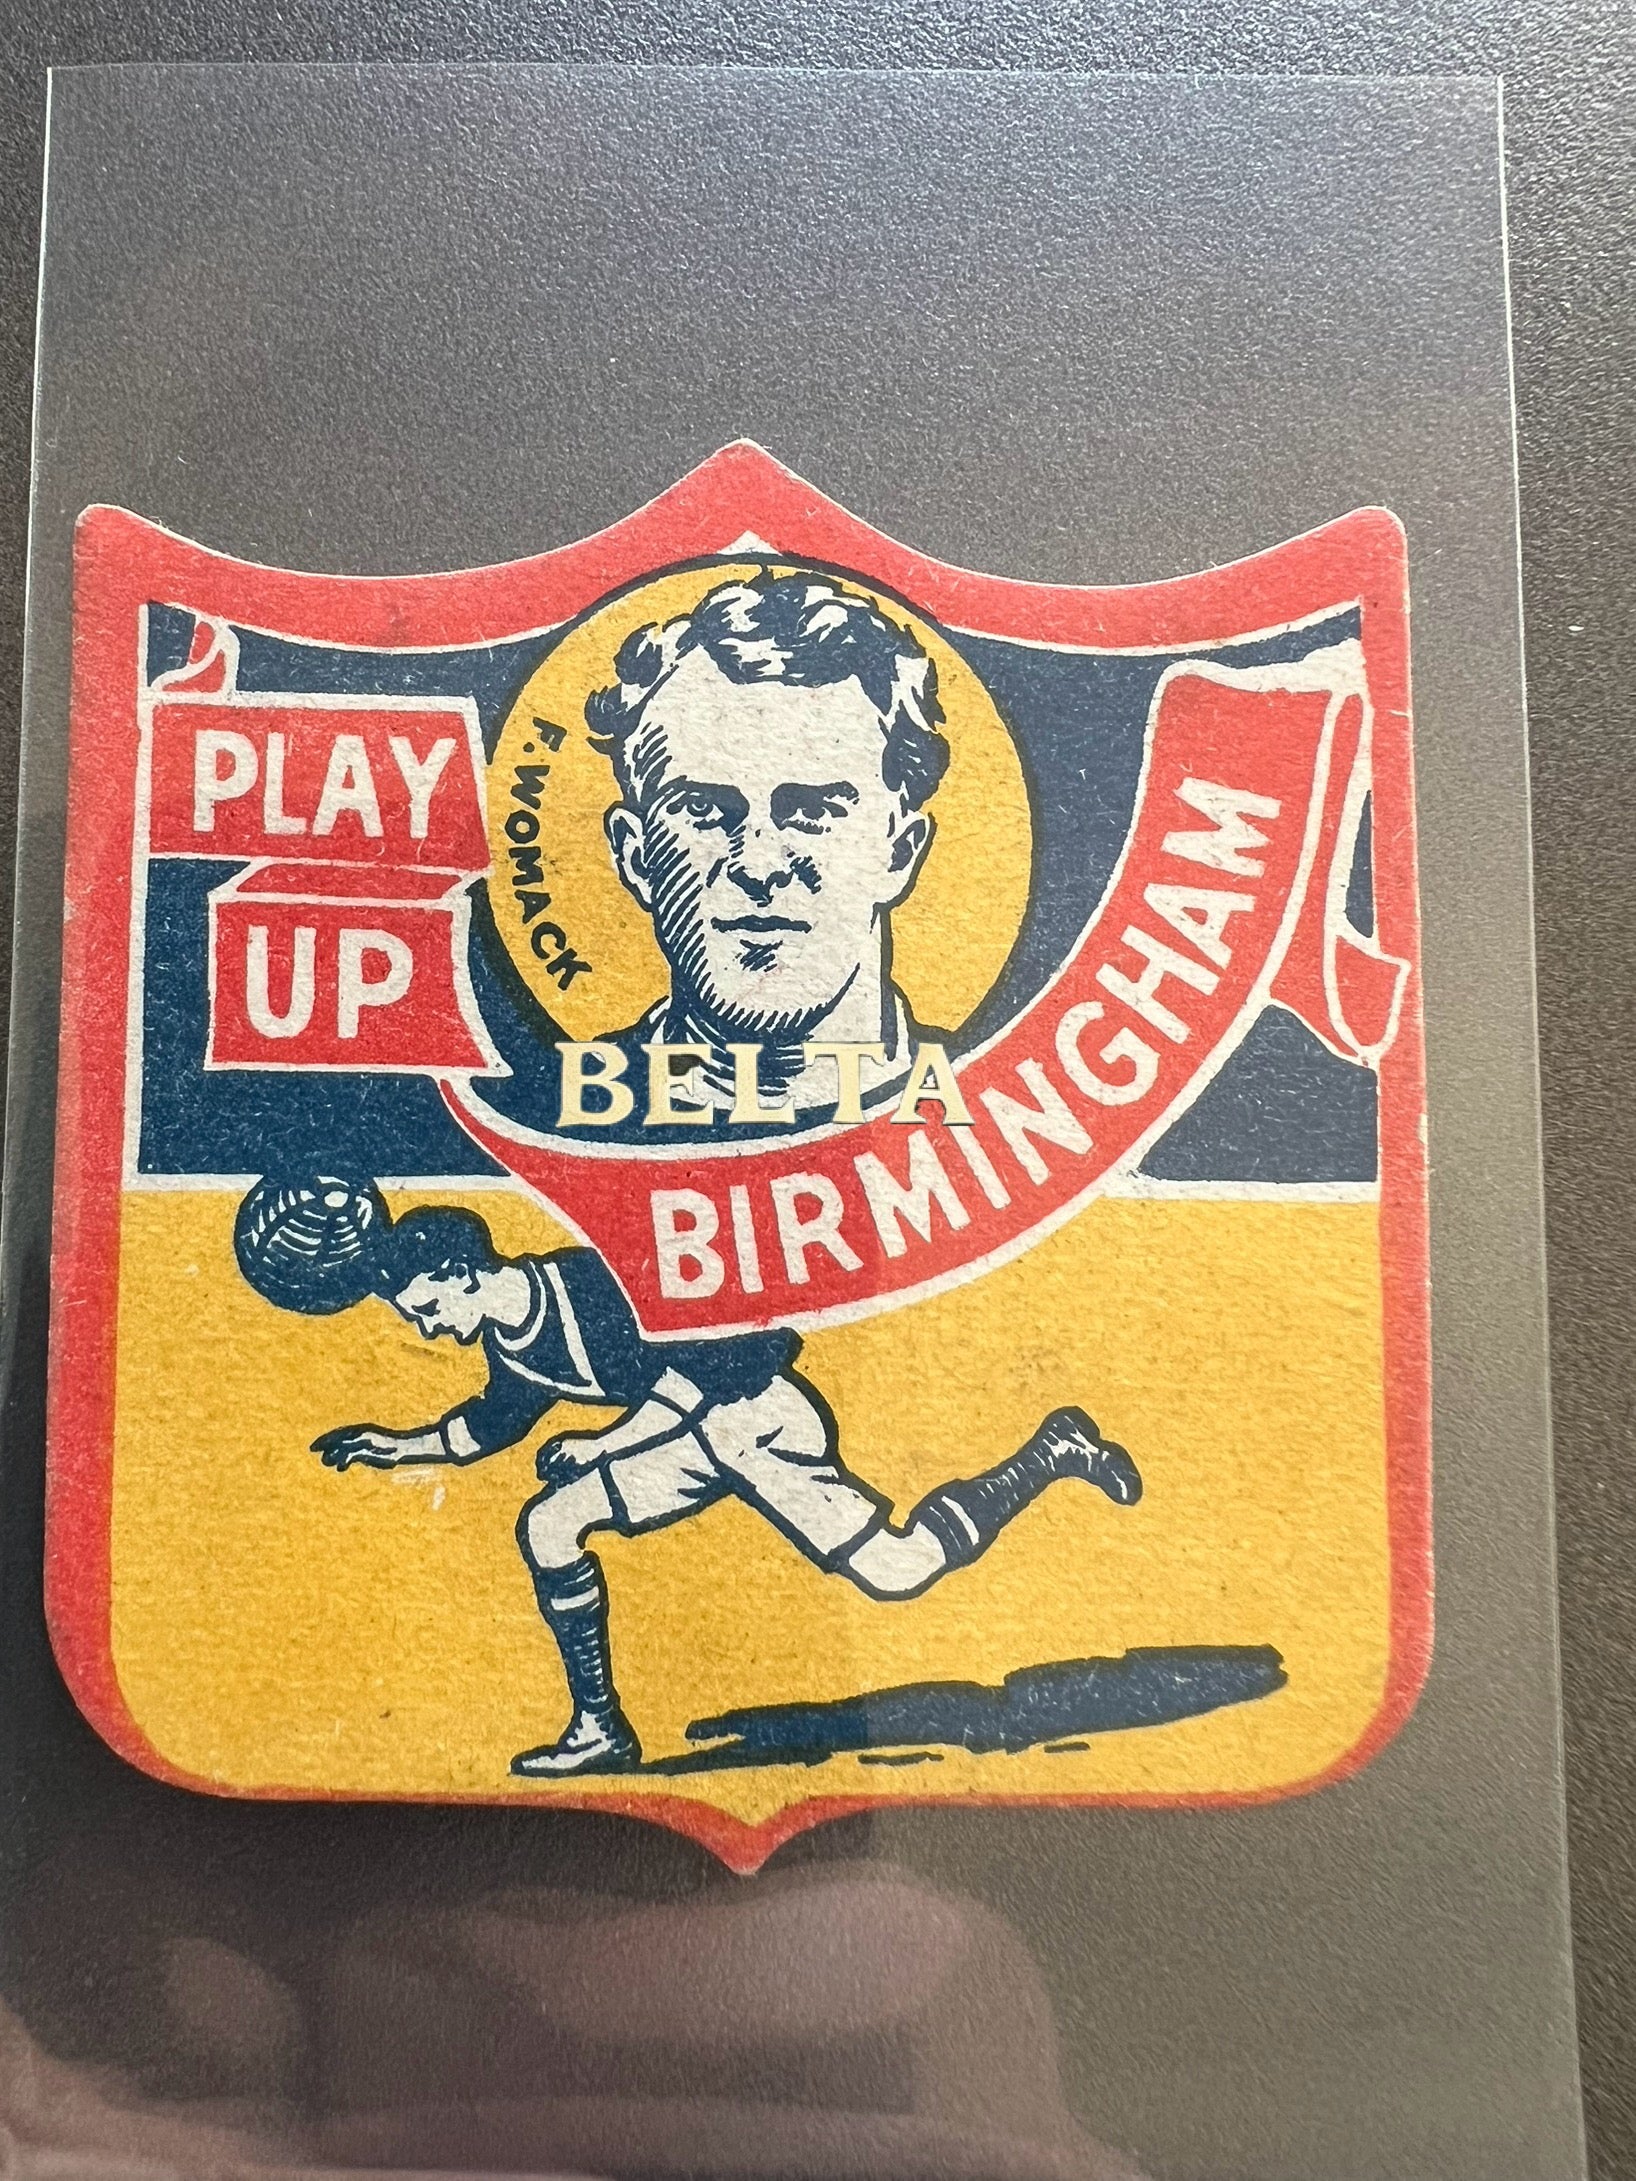 PLAY
UP
F. WOMACK
BELTA
BIRMINGHAM